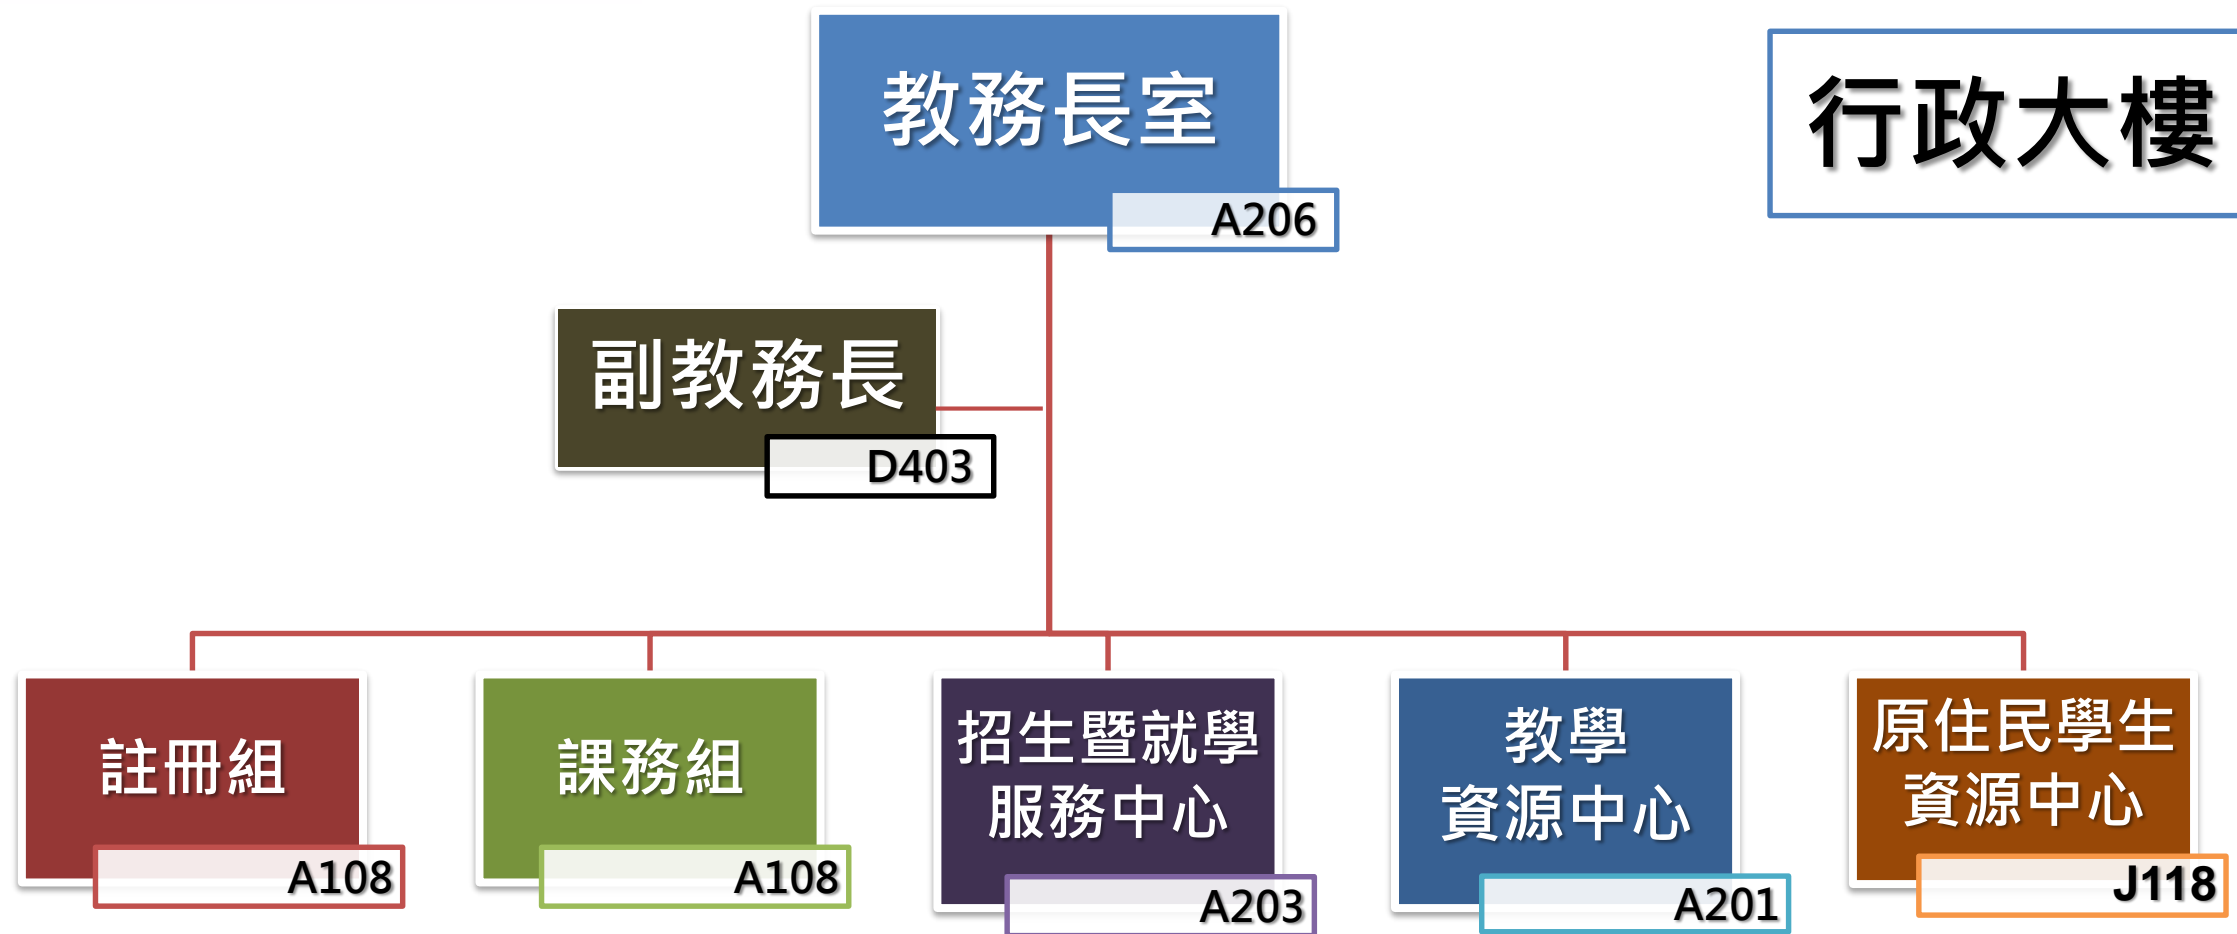 教務長室
A206
行政大樓
副教務長
D403
註冊組
A108
課務組
A108
招生暨就學
服務中心
A203
教學
資源中心
A201
原住民學生
資源中心
J118